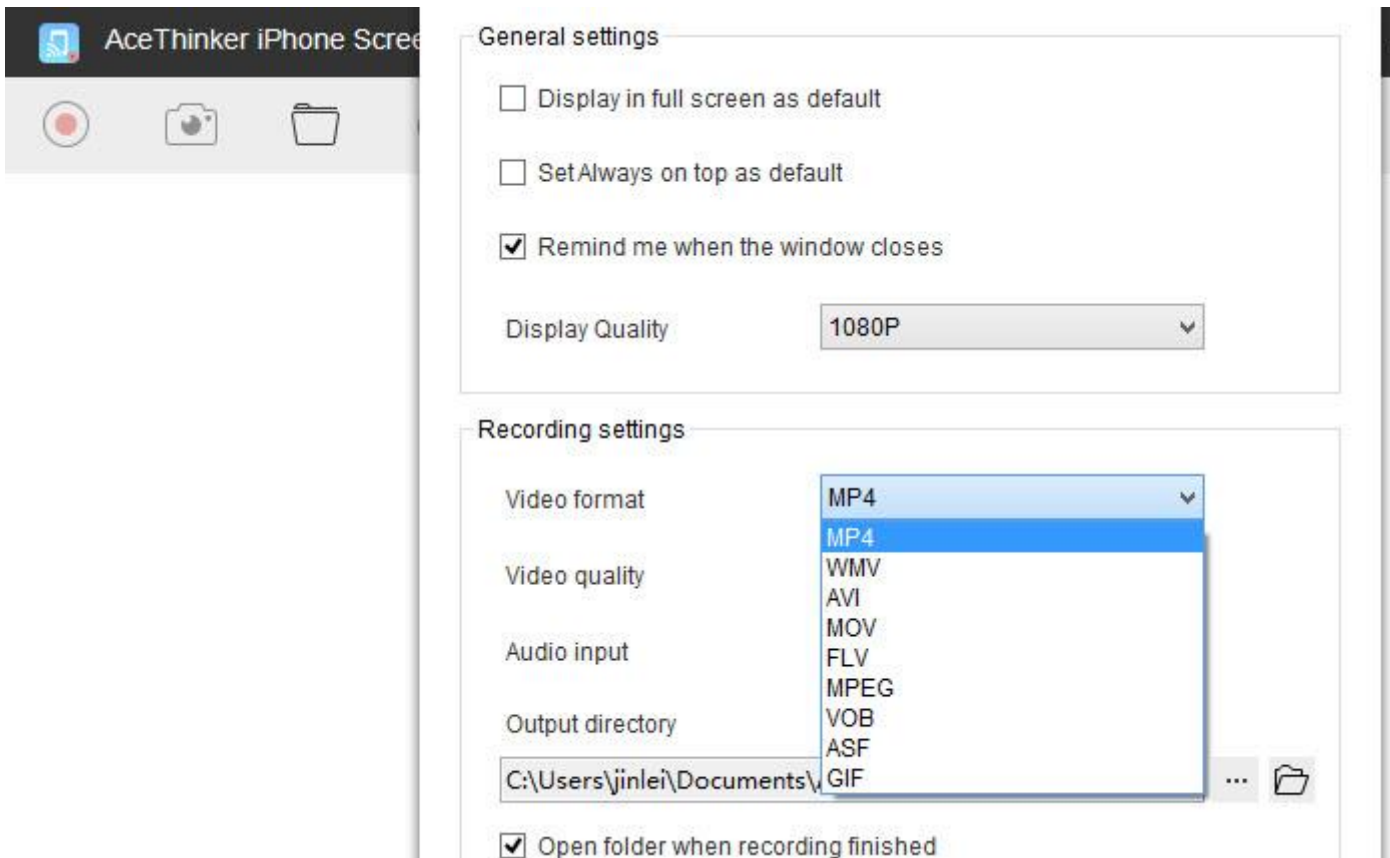 AceThinker iPhone Scree
General settings
Display in full screen as default
Set Always on top as default
Remind me when the window closes
Display Quality
1080P
Recording settings
Video format
MP4
MP4
WMV
Video quality
AVI
MOV
Audio input
FLV
MPEG
Output directory
VOB
ASF
C:\Users\jinlei\Documents\
GIF
...
Open folder when recording finished